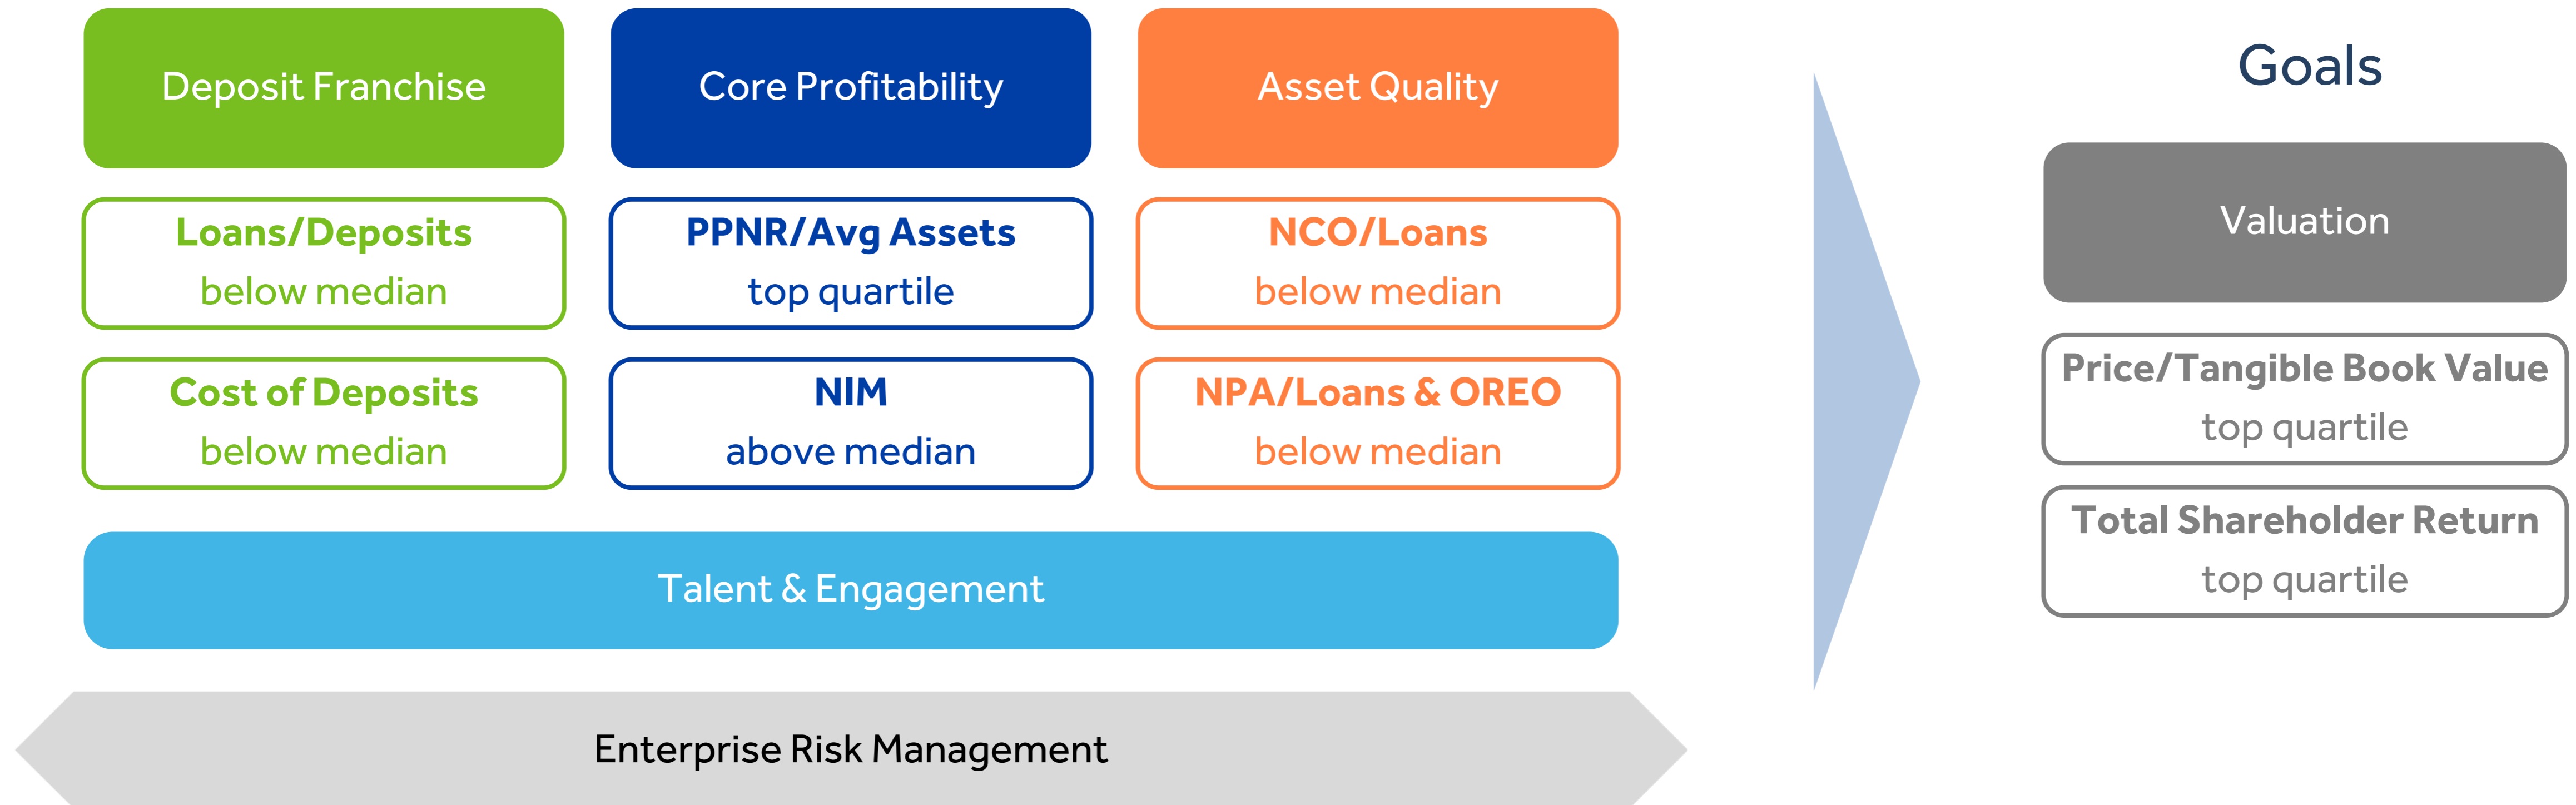 Deposit Franchise
Loans/Deposits
below median
Cost of Deposits
below median
Core Profitability
PPNR/Avg Assets
top quartile
NIM
above median
Asset Quality
NCO/Loans
below median
NPA/Loans & OREO
below median
Talent & Engagement
Enterprise Risk Management
Goals
Valuation
Price/Tangible Book Value
top quartile
Total Shareholder Return
top quartile